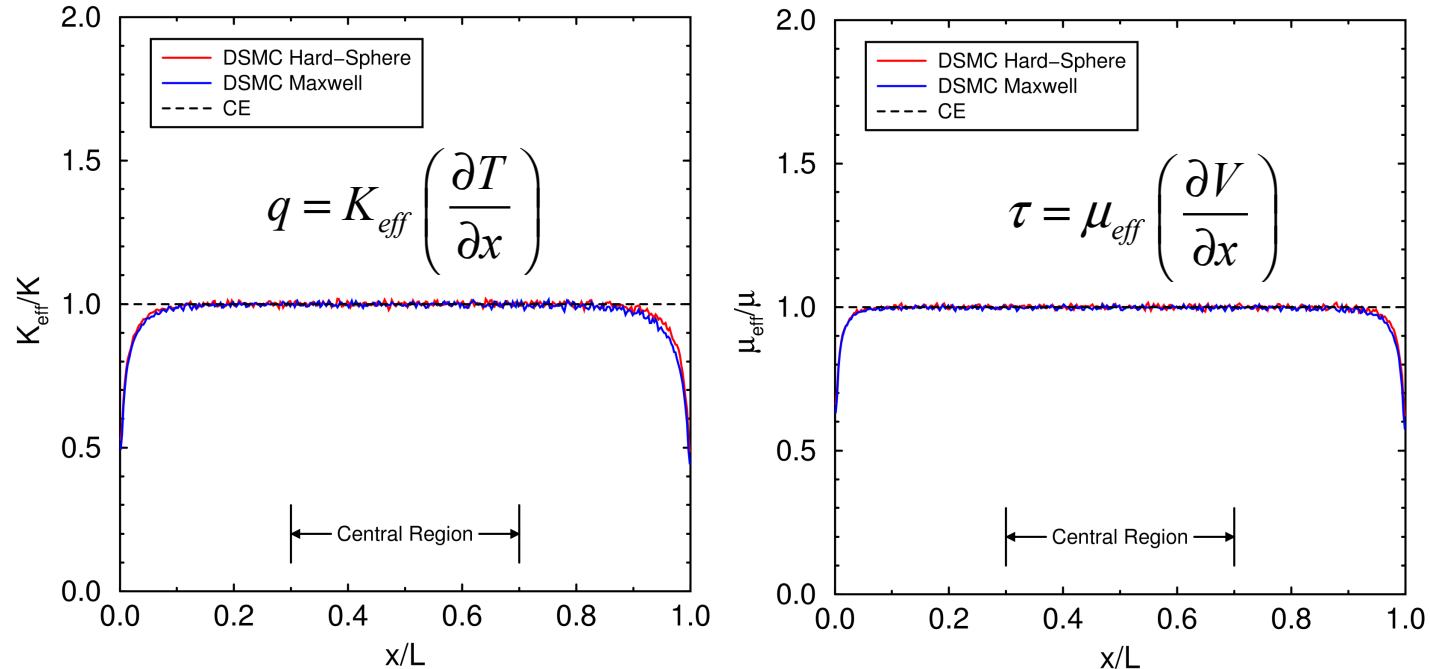 2.0
DSMC Hard–Sphere
DSMC Maxwell
CE
1.5
q = K_eff (∂T/∂x)
1.0
K_eff/K
0.5
Central Region
0.0
0.0 0.2 0.4 0.6 0.8 1.0
x/L
2.0
DSMC Hard–Sphere
DSMC Maxwell
CE
1.5
τ = μ_eff (∂V/∂x)
1.0
μ_eff/μ
0.5
Central Region
0.0
0.0 0.2 0.4 0.6 0.8 1.0
x/L